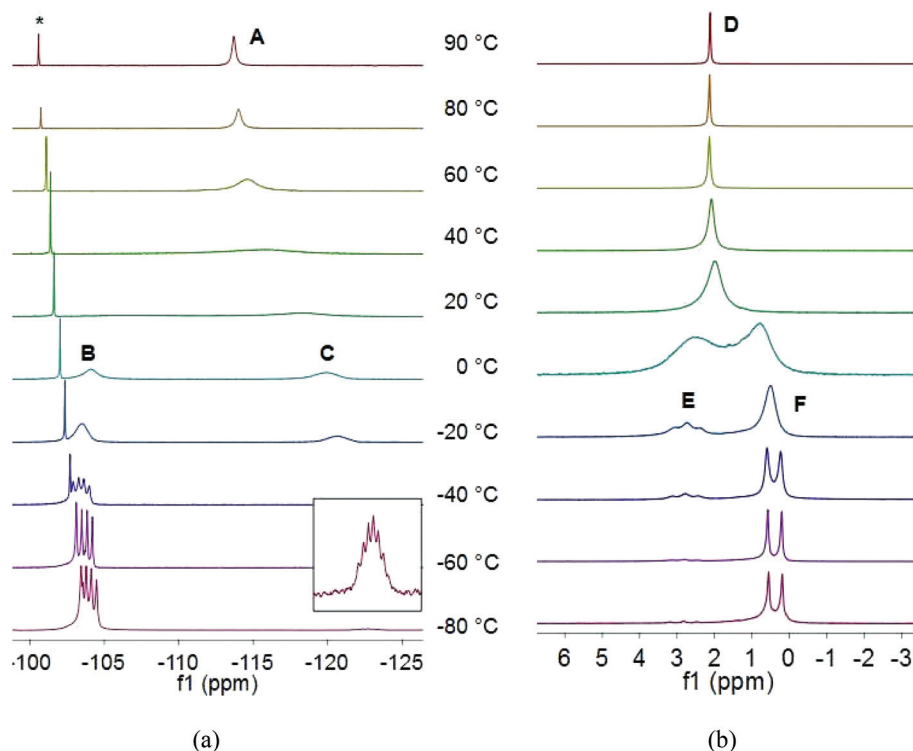 *
A
D
90 °C
80 °C
60 °C
40 °C
20 °C
B
C
0 °C
E
F
-20 °C
-40 °C
-60 °C
-80 °C
-100 -105 -110 -115 -120 -125
f1 (ppm)
6 5 4 3 2 1 0 -1 -2 -3
f1 (ppm)
(a)
(b)